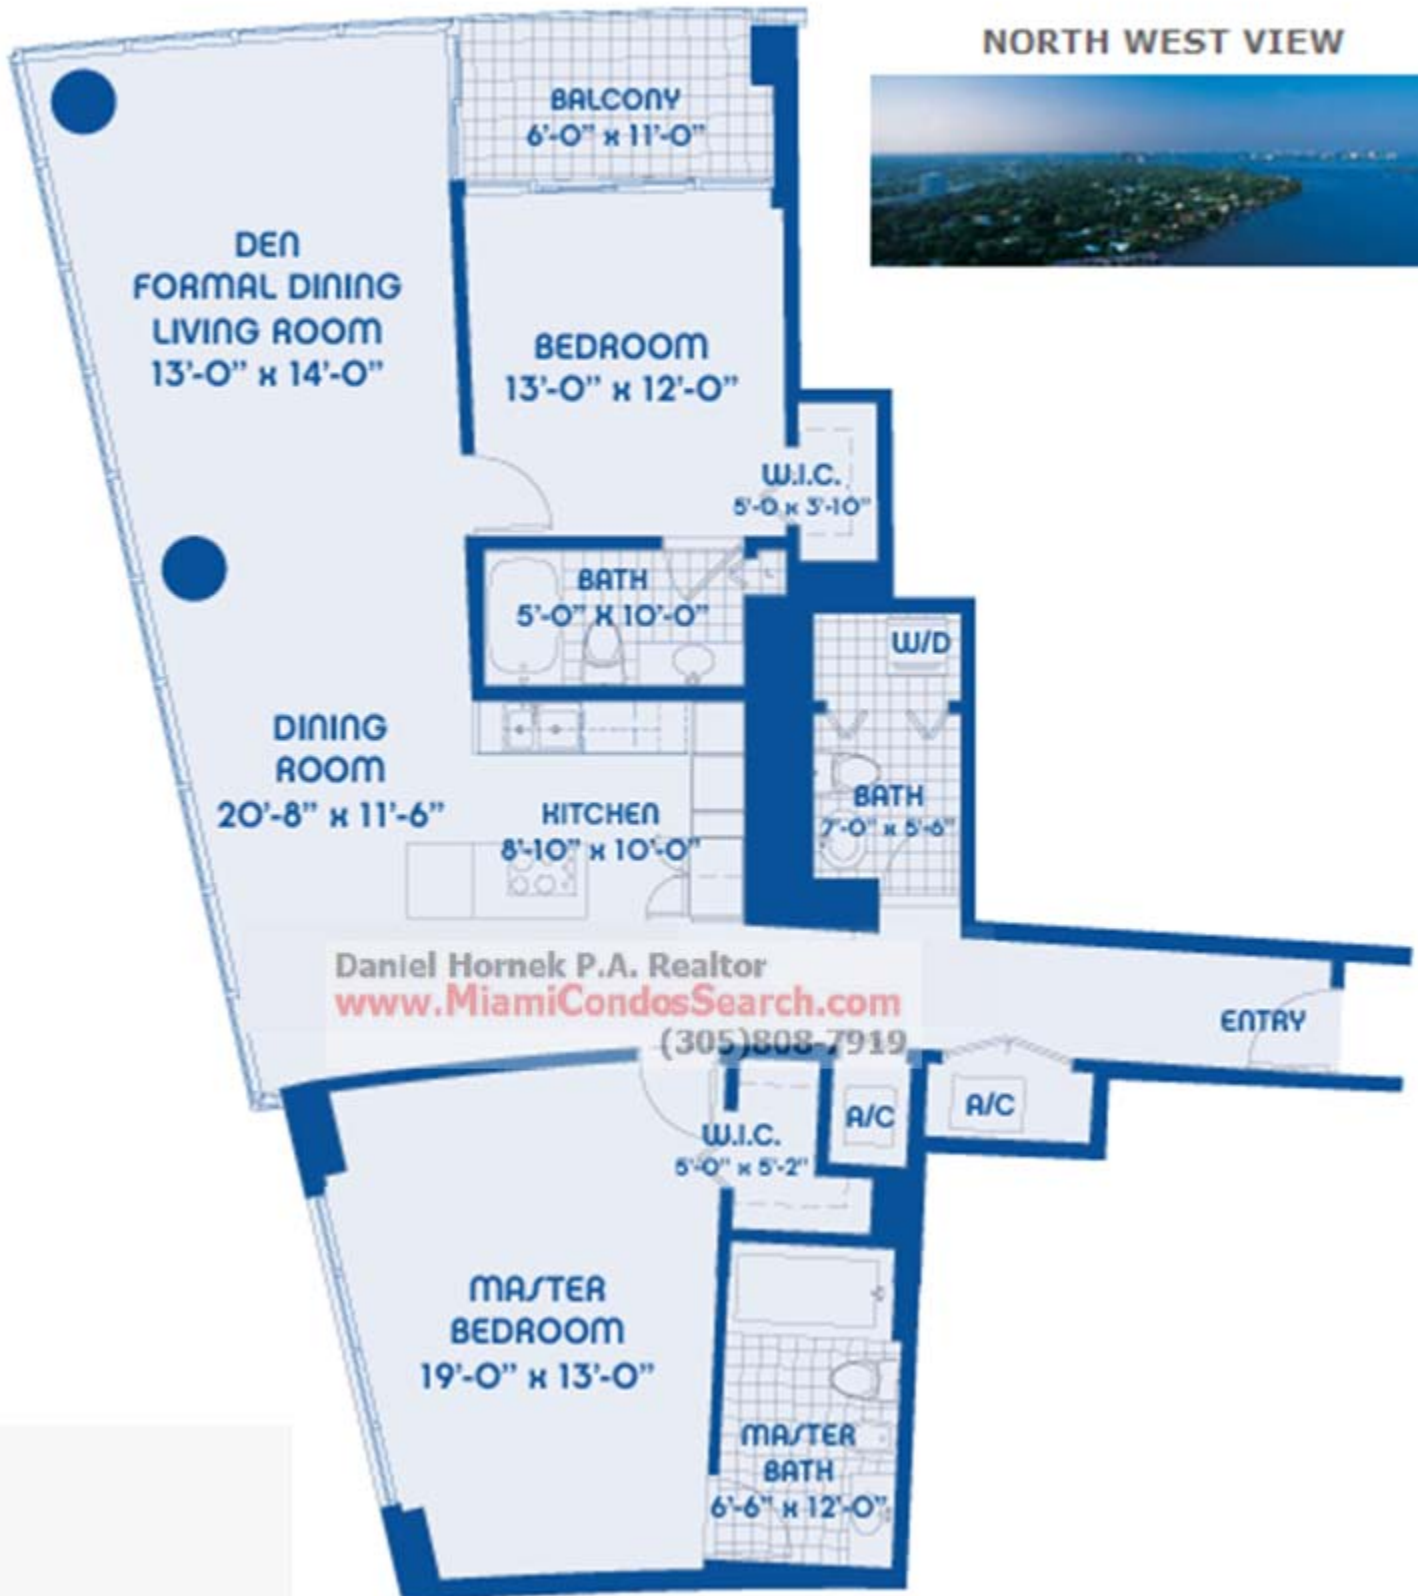 NORTH WEST VIEW
BALCONY
6'-0" x 11'-0"
DEN
FORMAL DINING
LIVING ROOM
13'-0" x 14'-0"
BEDROOM
13'-0" x 12'-0"
W.I.C.
5'-0 x 3'-10"
BATH
5'-0" x 10'-0"
W/D
DINING
ROOM
20'-8" x 11'-6"
KITCHEN
8'-10" x 10'-0"
BATH
7'-0" x 5'-6"
Daniel Hornek P.A. Realtor
www.MiamiCondosSearch.com
(305)808-7919
ENTRY
A/C
A/C
W.I.C.
5'-0" x 5'-2"
MASTER
BEDROOM
19'-0" x 13'-0"
MASTER
BATH
6'-6" x 12'-0"